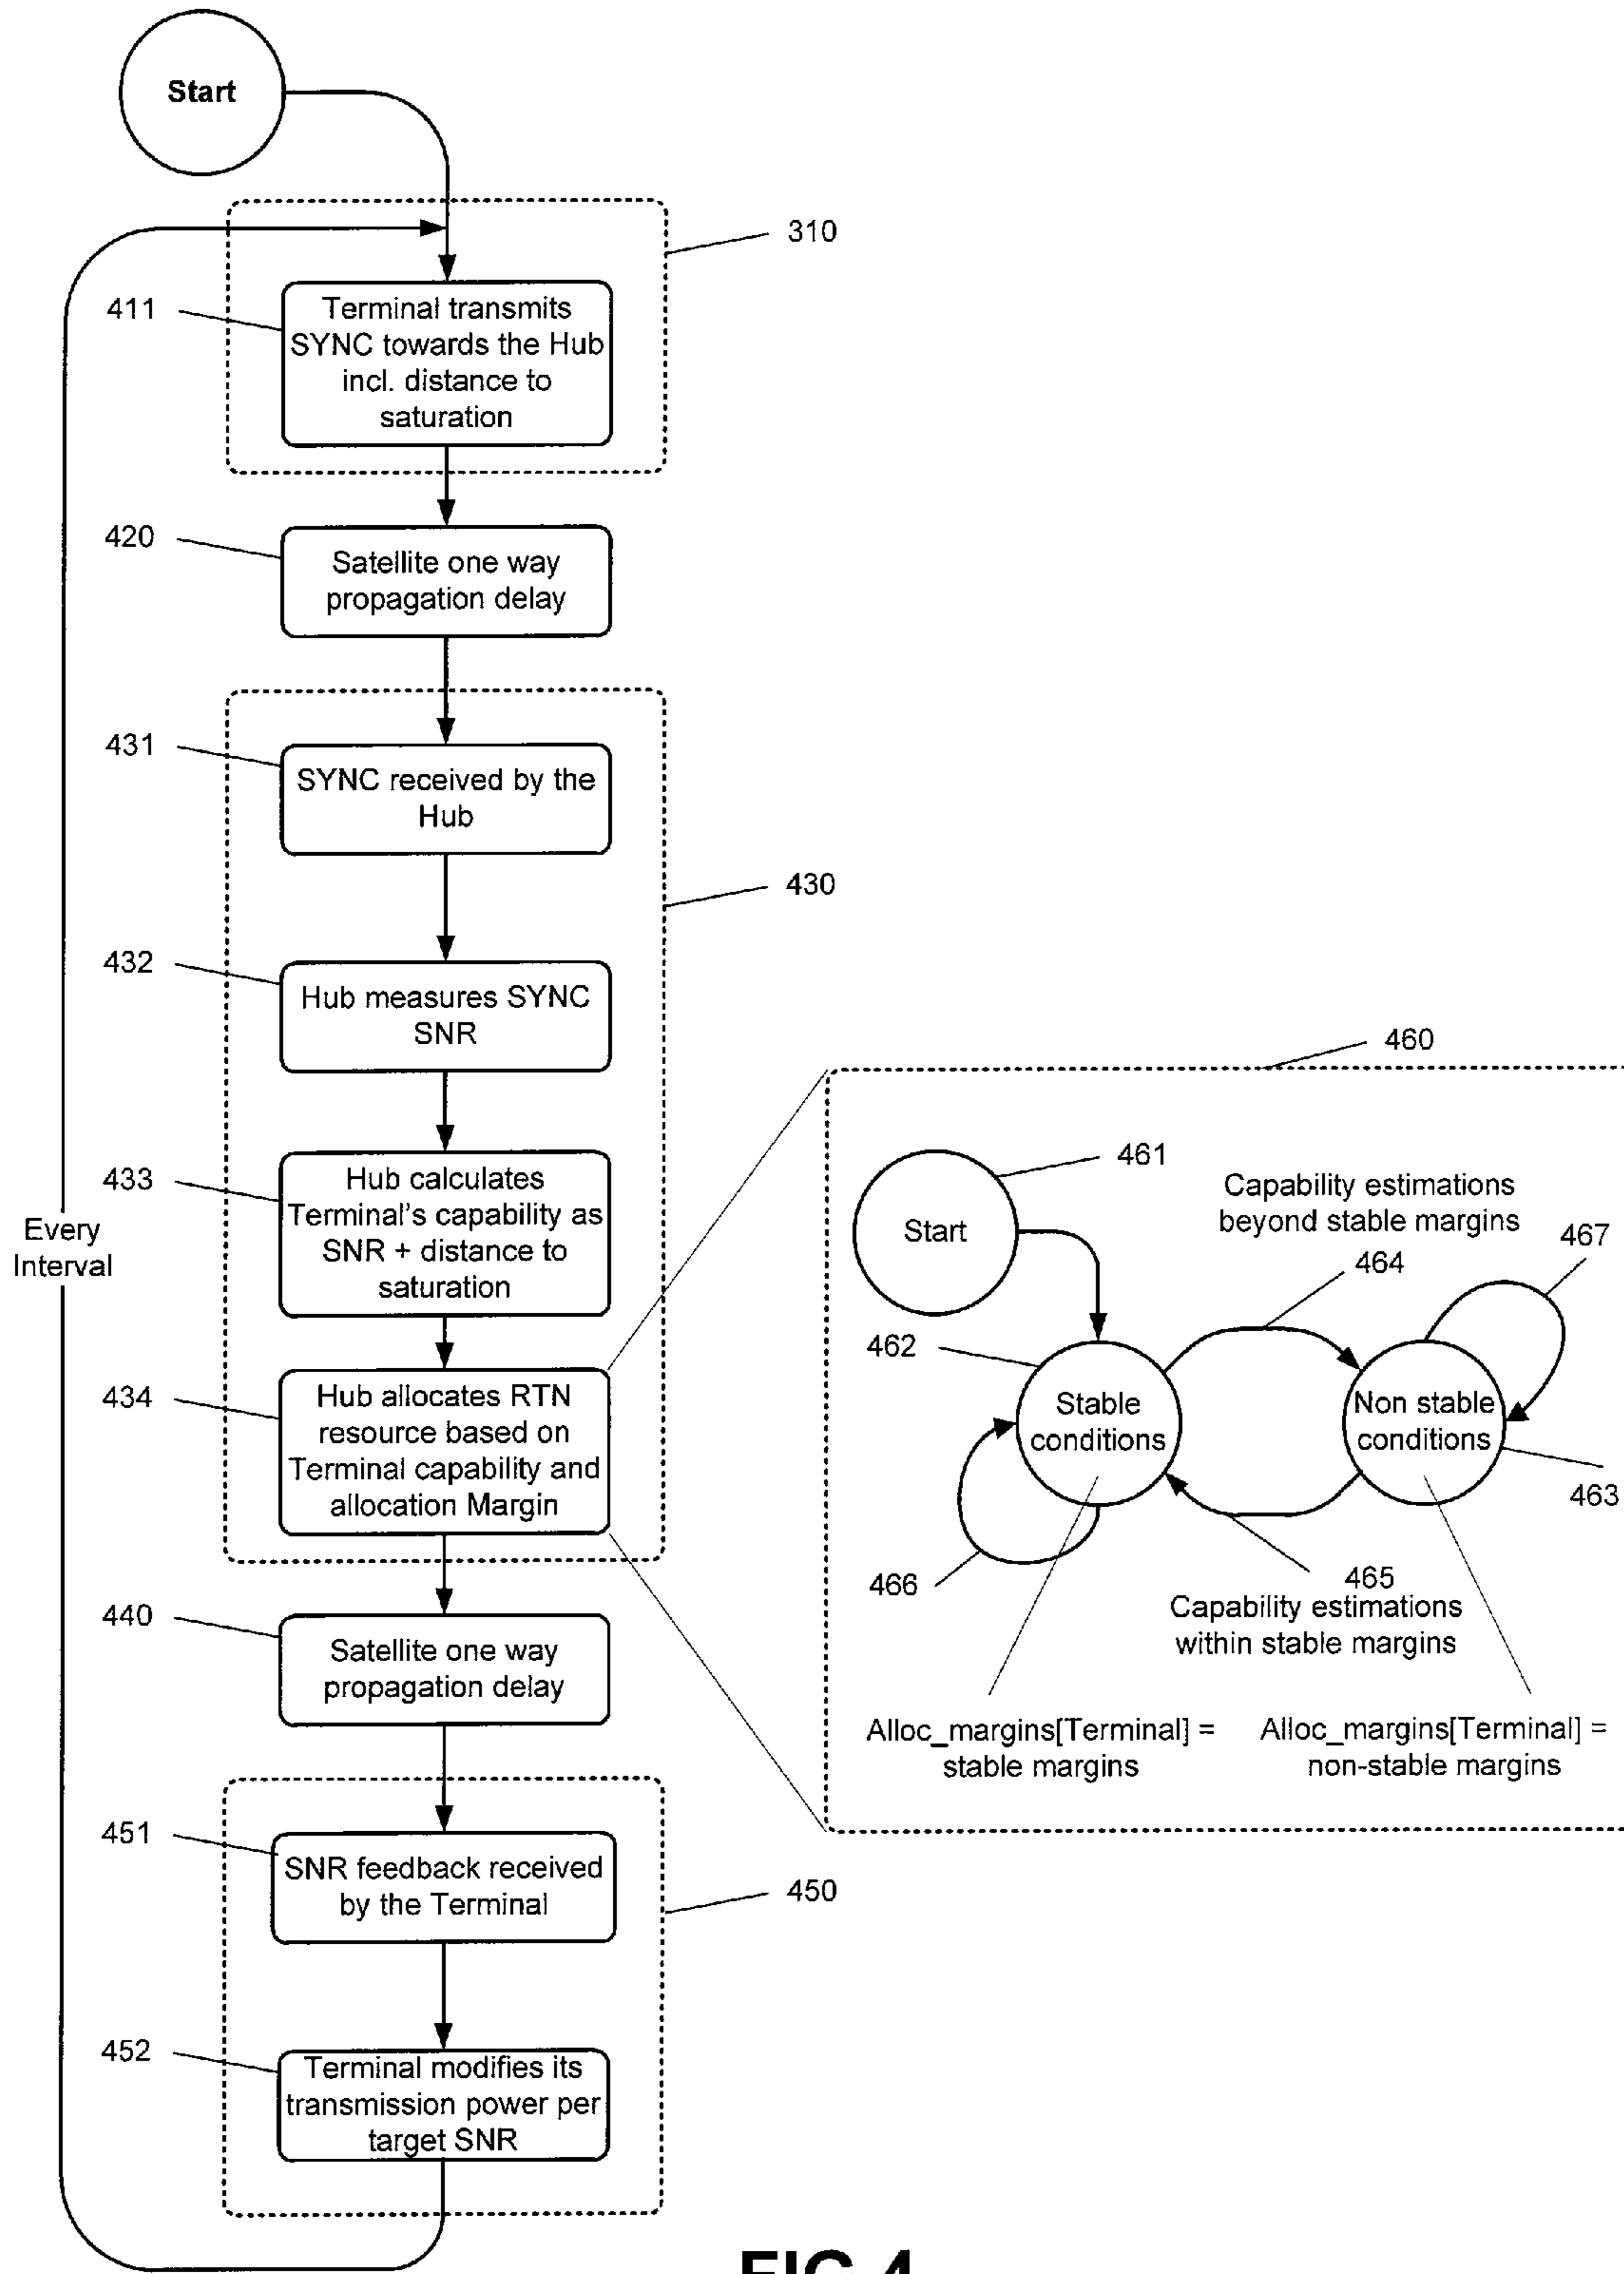 Start
310
411
Terminal transmits
SYNC towards the Hub
incl. distance to
saturation
420
Satellite one way
propagation delay
431
SYNC received by the
Hub
430
432
Hub measures SYNC
SNR
433
Hub calculates
Terminal's capability as
SNR + distance to
saturation
Every
Interval
434
Hub allocates RTN
resource based on
Terminal capability and
allocation Margin
440
Satellite one way
propagation delay
451
SNR feedback received
by the Terminal
450
452
Terminal modifies its
transmission power per
target SNR
460
461
Start
Capability estimations
beyond stable margins
464
467
462
Stable
conditions
Non stable
conditions
463
466
465
Capability estimations
within stable margins
Alloc_margins[Terminal] =
stable margins
Alloc_margins[Terminal] =
non-stable margins
FIG 4